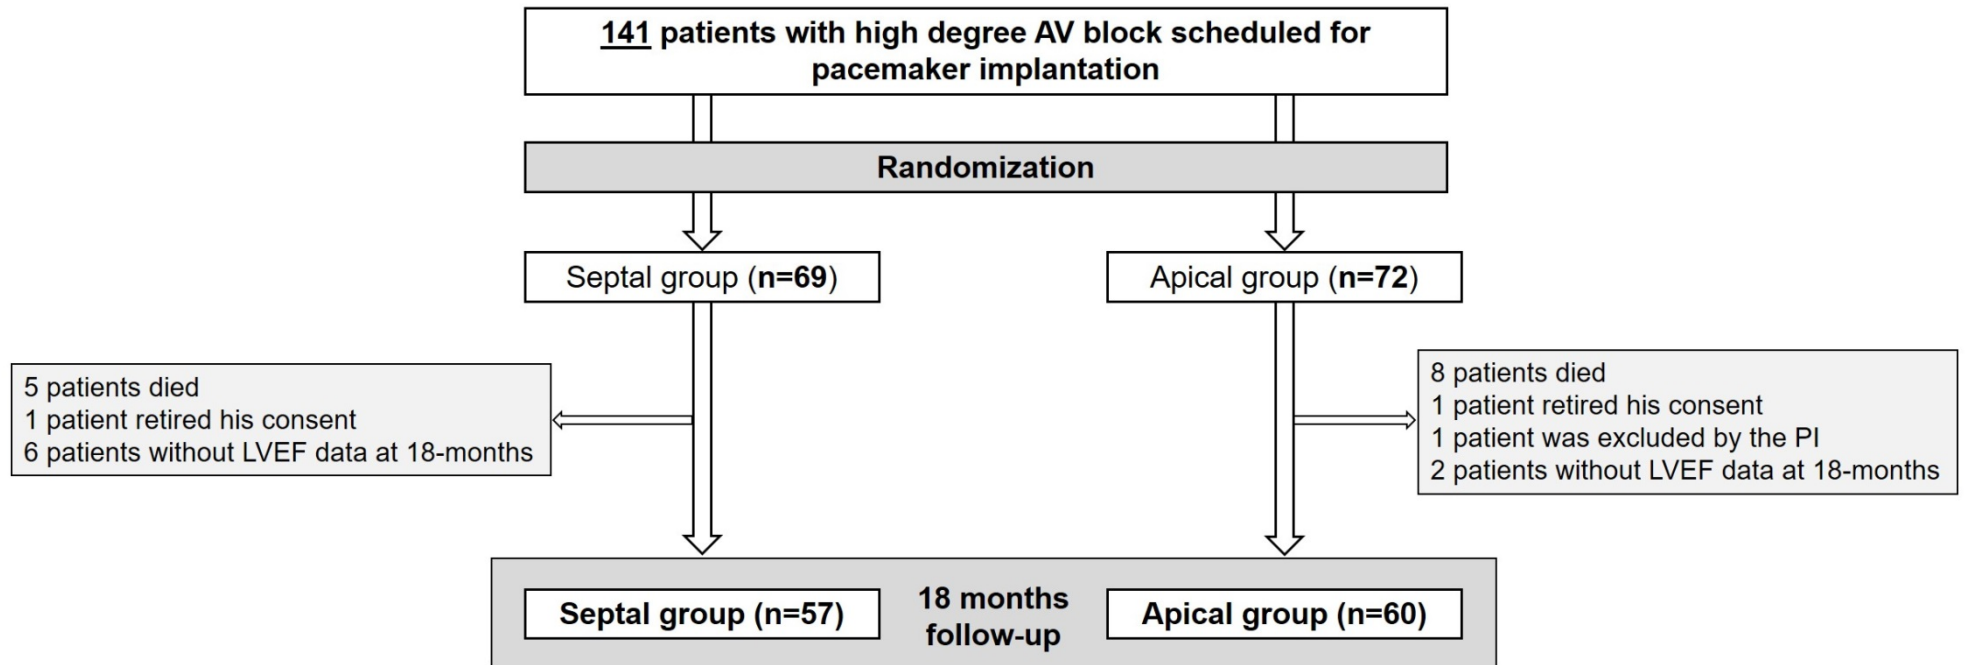 141 patients with high degree AV block scheduled for
pacemaker implantation
Randomization
Septal group (n=69)
Apical group (n=72)
5 patients died
1 patient retired his consent
6 patients without LVEF data at 18-months
8 patients died
1 patient retired his consent
1 patient was excluded by the PI
2 patients without LVEF data at 18-months
Septal group (n=57)
18 months
follow-up
Apical group (n=60)